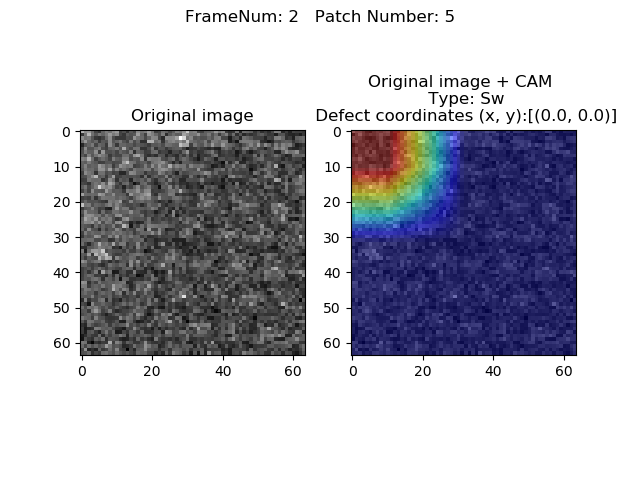 FrameNum: 2   Patch Number: 5
Original image
0
10
20
30
40
50
60
0 20 40 60
Original image + CAM
Type: Sw
Defect coordinates (x, y):[(0.0, 0.0)]
0
10
20
30
40
50
60
0 20 40 60